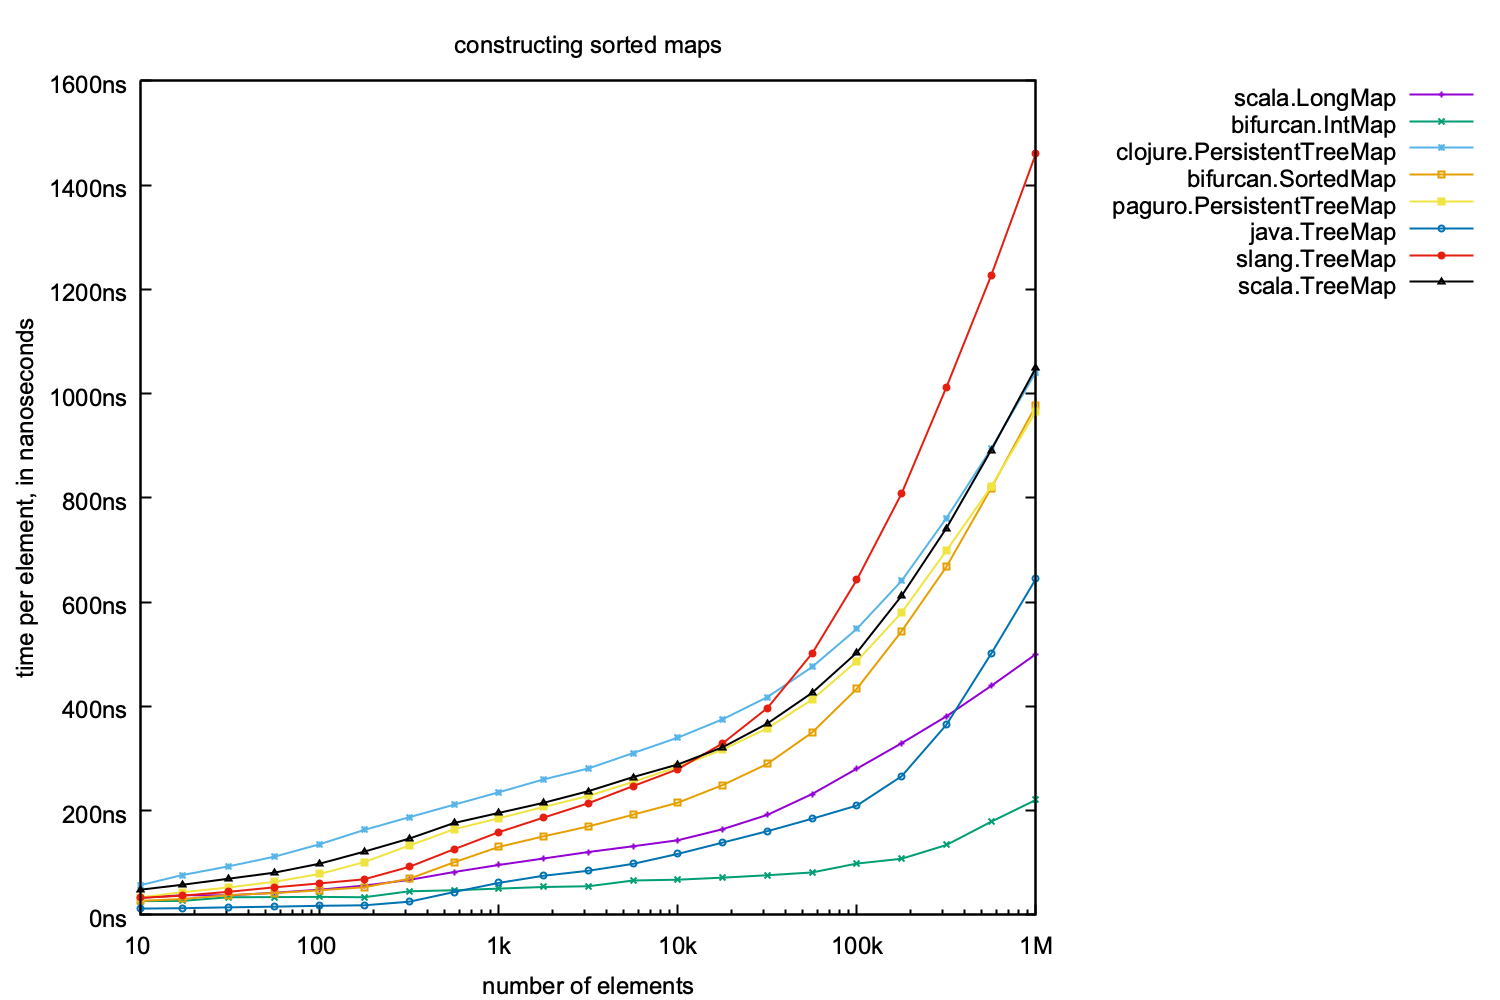 constructing sorted maps
1600ns
1400ns
1200ns
1000ns
800ns
600ns
400ns
200ns
0ns
time per element, in nanoseconds
10 100 1k 10k 100k 1M
number of elements
scala.LongMap
bifurcan.IntMap
clojure.PersistentTreeMap
bifurcan.SortedMap
paguro.PersistentTreeMap
java.TreeMap
slang.TreeMap
scala.TreeMap